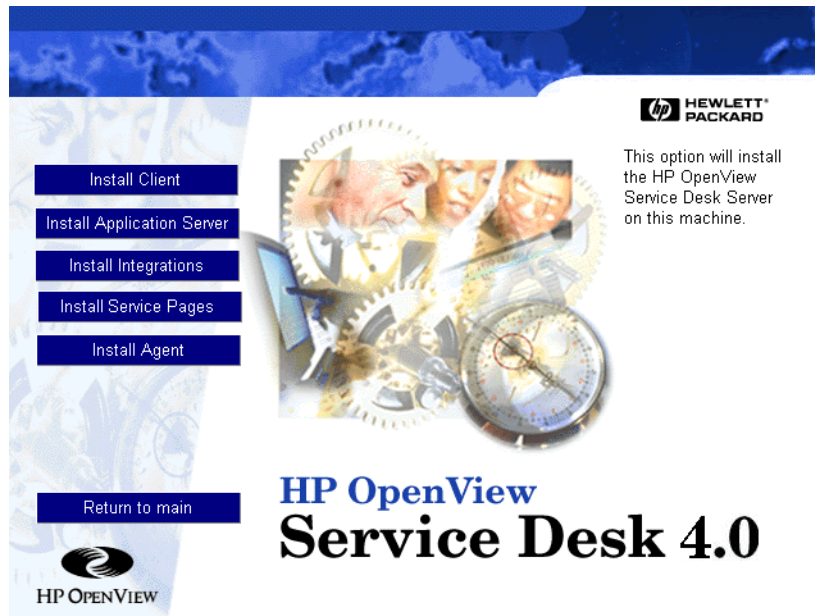 hp HEWLETT®
PACKARD
This option will install
the HP OpenView
Service Desk Server
on this machine.
Install Client
Install Application Server
Install Integrations
Install Service Pages
Install Agent
Return to main
HP OpenView
Service Desk 4.0
HP OPENVIEW